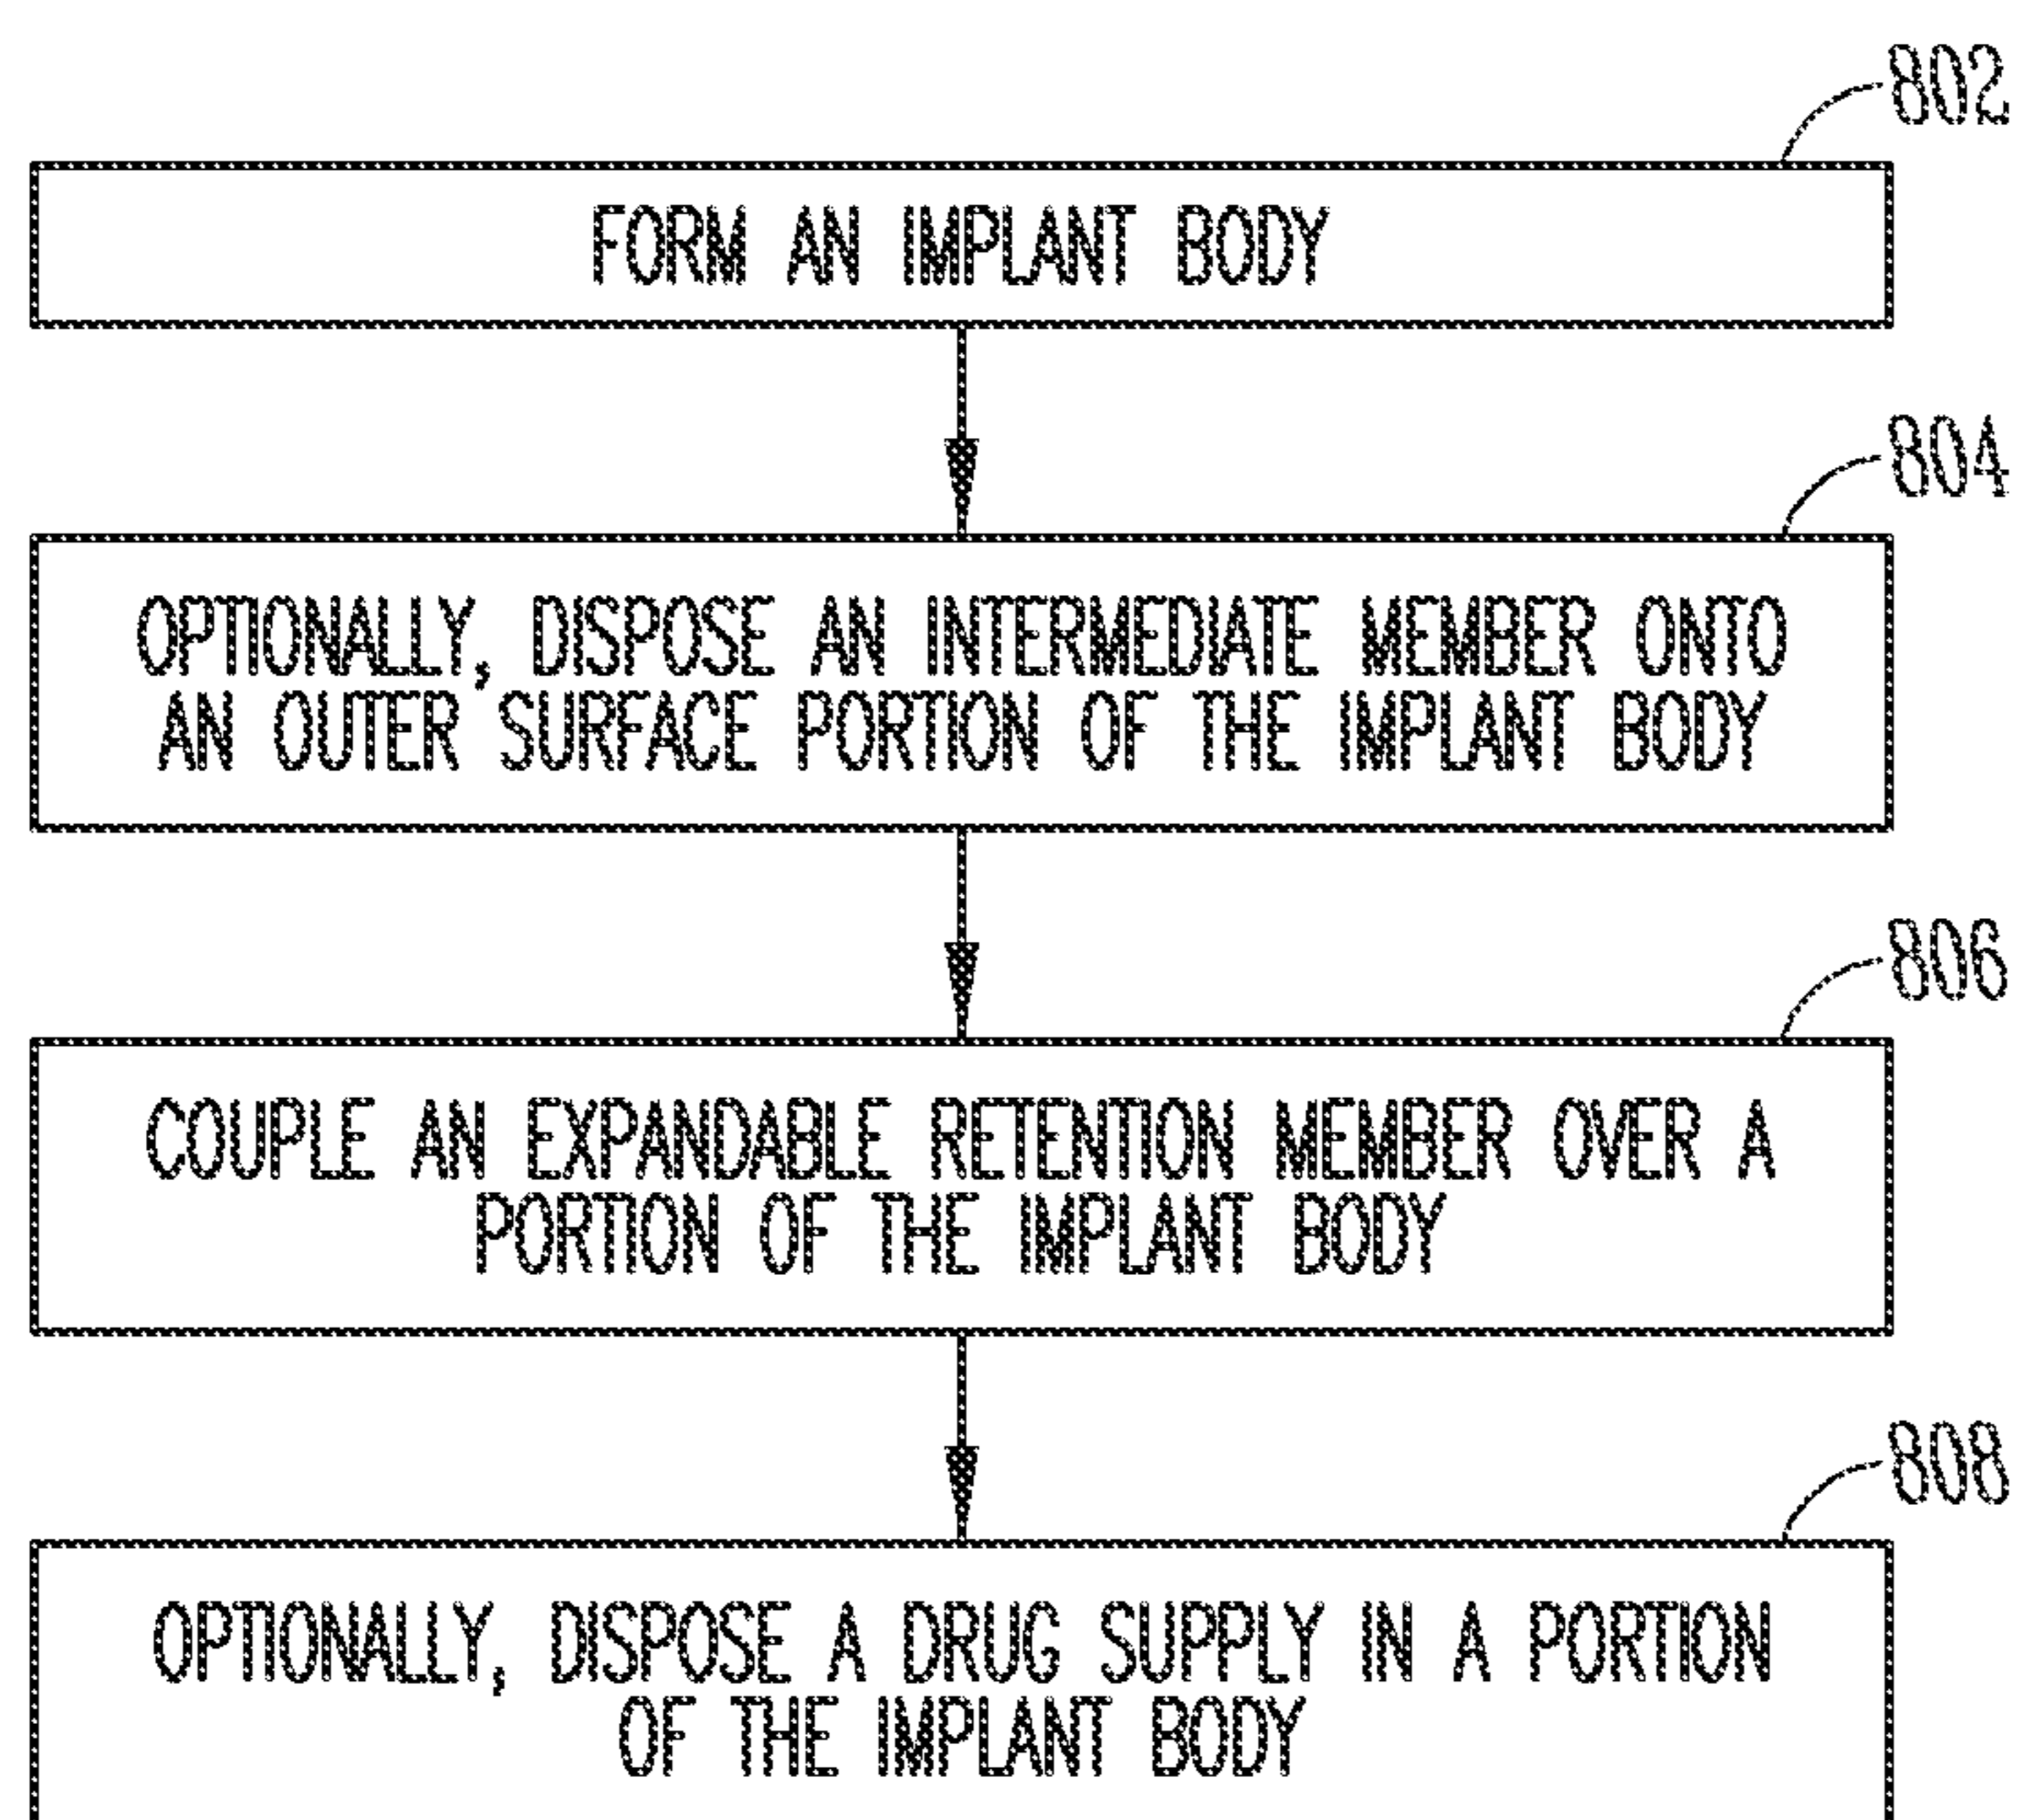 802
FORM AN IMPLANT BODY
804
OPTIONALLY, DISPOSE AN INTERMEDIATE MEMBER ONTO
AN OUTER SURFACE PORTION OF THE IMPLANT BODY
806
COUPLE AN EXPANDABLE RETENTION MEMBER OVER A
PORTION OF THE IMPLANT BODY
808
OPTIONALLY, DISPOSE A DRUG SUPPLY IN A PORTION
OF THE IMPLANT BODY